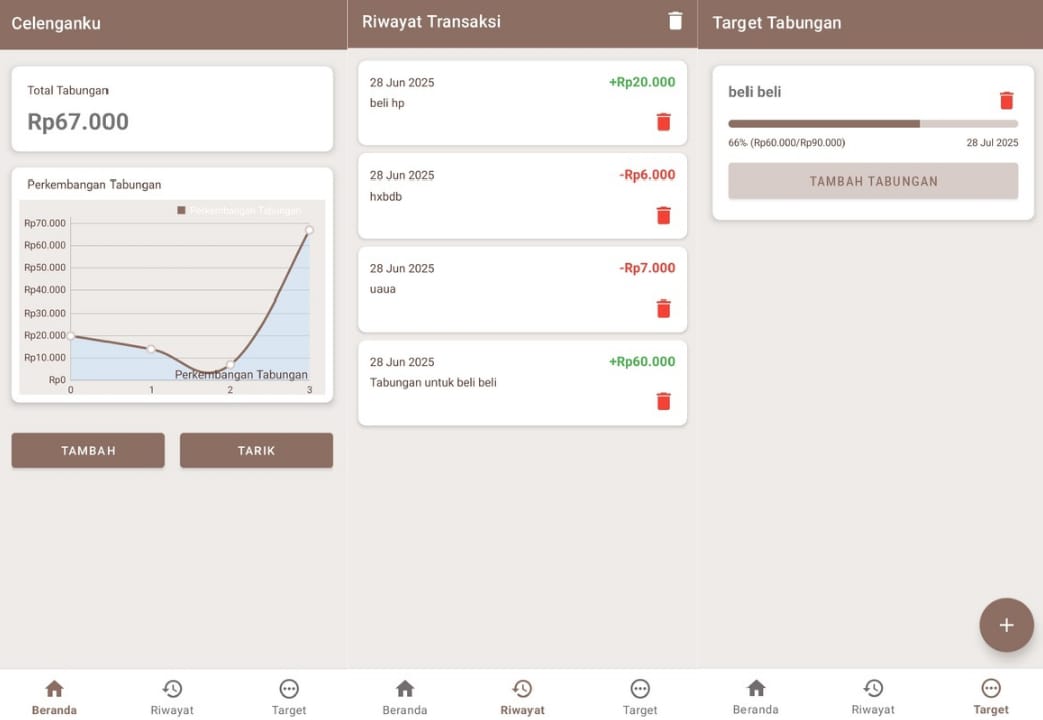 Celenganku
Total Tabungan
Rp67.000
Perkembangan Tabungan
Perkembangan Tabungan
Rp70.000
Rp60.000
Rp50.000
Rp40.000
Rp30.000
Rp20.000
Rp10.000
Rp0
Perkembangan Tabungan
0 1 2 3
TAMBAH TARIK
Beranda Riwayat Target
Riwayat Transaksi
28 Jun 2025 +Rp20.000
beli hp
28 Jun 2025 -Rp6.000
hxbdb
28 Jun 2025 -Rp7.000
uaua
28 Jun 2025 +Rp60.000
Tabungan untuk beli beli
Beranda Riwayat Target
Target Tabungan
beli beli
66% (Rp60.000/Rp90.000) 28 Jul 2025
TAMBAH TABUNGAN
+
Beranda Riwayat Target